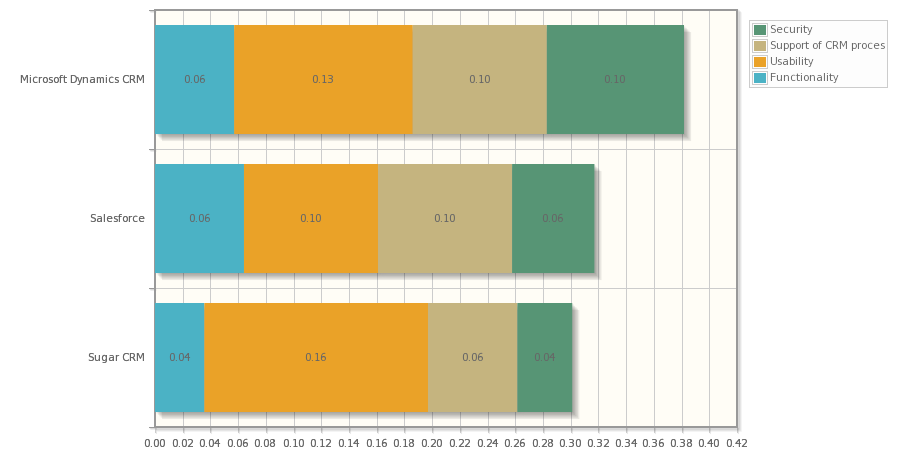 Microsoft Dynamics CRM
0.06
0.13
0.10
0.10
Salesforce
0.06
0.10
0.10
0.06
Sugar CRM
0.04
0.16
0.06
0.04
0.00 0.02 0.04 0.06 0.08 0.10 0.12 0.14 0.16 0.18 0.20 0.22 0.24 0.26 0.28 0.30 0.32 0.34 0.36 0.38 0.40 0.42
Security
Support of CRM proces
Usability
Functionality